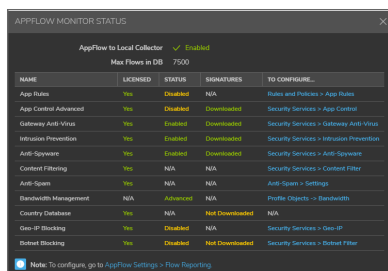 APPFLOW MONITOR STATUS
AppFlow to Local Collector ✓ Enabled
Max Flows in DB 7500
NAME LICENSED STATUS SIGNATURES TO CONFIGURE...
App Rules Yes Disabled N/A Rules and Policies > App Rules
App Control Advanced Yes Disabled Downloaded Security Services > App Control
Gateway Anti-Virus Yes Enabled Downloaded Security Services > Gateway Anti-Virus
Intrusion Prevention Yes Enabled Downloaded Security Services > Intrusion Prevention
Anti-Spyware Yes Enabled Downloaded Security Services > Anti-Spyware
Content Filtering Yes N/A N/A Security Services > Content Filter
Anti-Spam Yes N/A N/A Anti-Spam > Settings
Bandwidth Management N/A Advanced N/A Profile Objects -> Bandwidth
Country Database Yes N/A Not Downloaded N/A
Geo-IP Blocking Yes Disabled N/A Security Services > Geo-IP
Botnet Blocking Yes Disabled Not Downloaded Security Services > Botnet Filter
Note: To configure, go to AppFlow Settings > Flow Reporting.